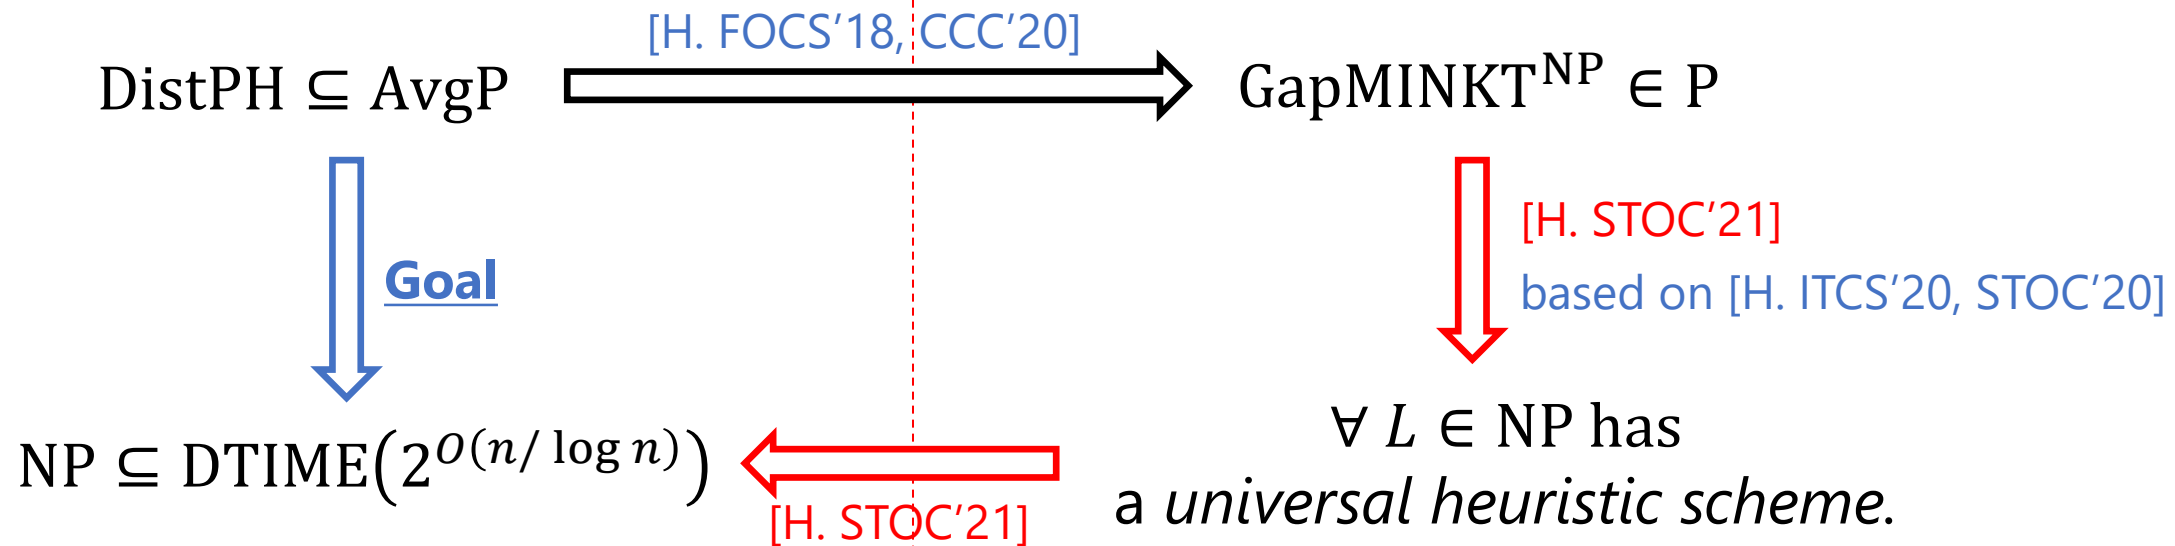 [H. FOCS’18, CCC’20]
DistPH ⊆ AvgP
GapMINKT^NP ∈ P
[H. STOC’21]
based on [H. ITCS’20, STOC’20]
Goal
∀ L ∈ NP has
a universal heuristic scheme.
NP ⊆ DTIME(2^O(n/ log n))
[H. STOC’21]